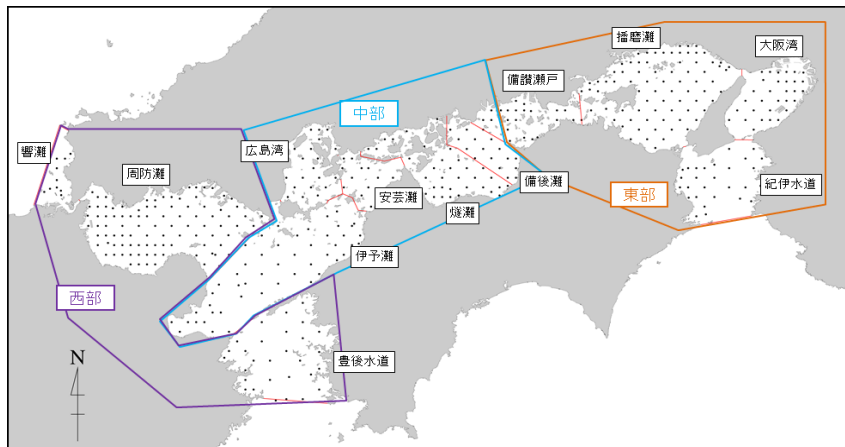 播磨灘
大阪湾
備讃瀬戸
中部
響灘
広島湾
周防灘
備後灘
紀伊水道
安芸灘
東部
燧灘
伊予灘
西部
豊後水道
N